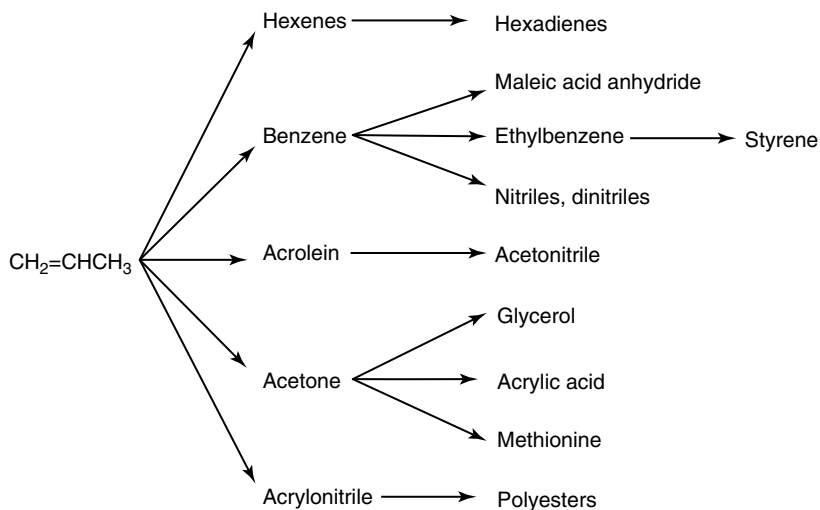 Hexenes
Hexadienes
Maleic acid anhydride
Benzene
Ethylbenzene
Styrene
Nitriles, dinitriles
CH₂=CHCH₃
Acrolein
Acetonitrile
Glycerol
Acetone
Acrylic acid
Methionine
Acrylonitrile
Polyesters